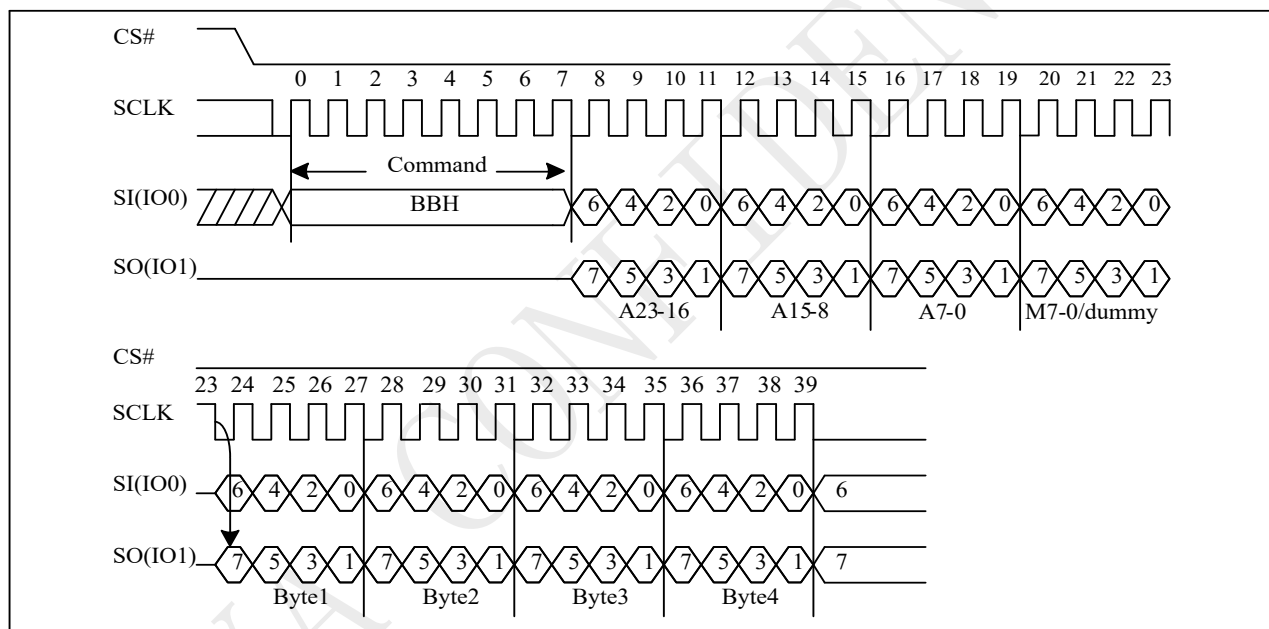 CS#
0 1 2 3 4 5 6 7 8 9 10 11 12 13 14 15 16 17 18 19 20 21 22 23
SCLK
Command
SI(IO0) BBH 6 4 2 0 6 4 2 0 6 4 2 0 6 4 2 0
SO(IO1) 7 5 3 1 7 5 3 1 7 5 3 1 7 5 3 1
A23-16 A15-8 A7-0 M7-0/dummy
CS#
23 24 25 26 27 28 29 30 31 32 33 34 35 36 37 38 39
SCLK
SI(IO0) 6 4 2 0 6 4 2 0 6 4 2 0 6 4 2 0 6
SO(IO1) 7 5 3 1 7 5 3 1 7 5 3 1 7 5 3 1 7
Byte1 Byte2 Byte3 Byte4